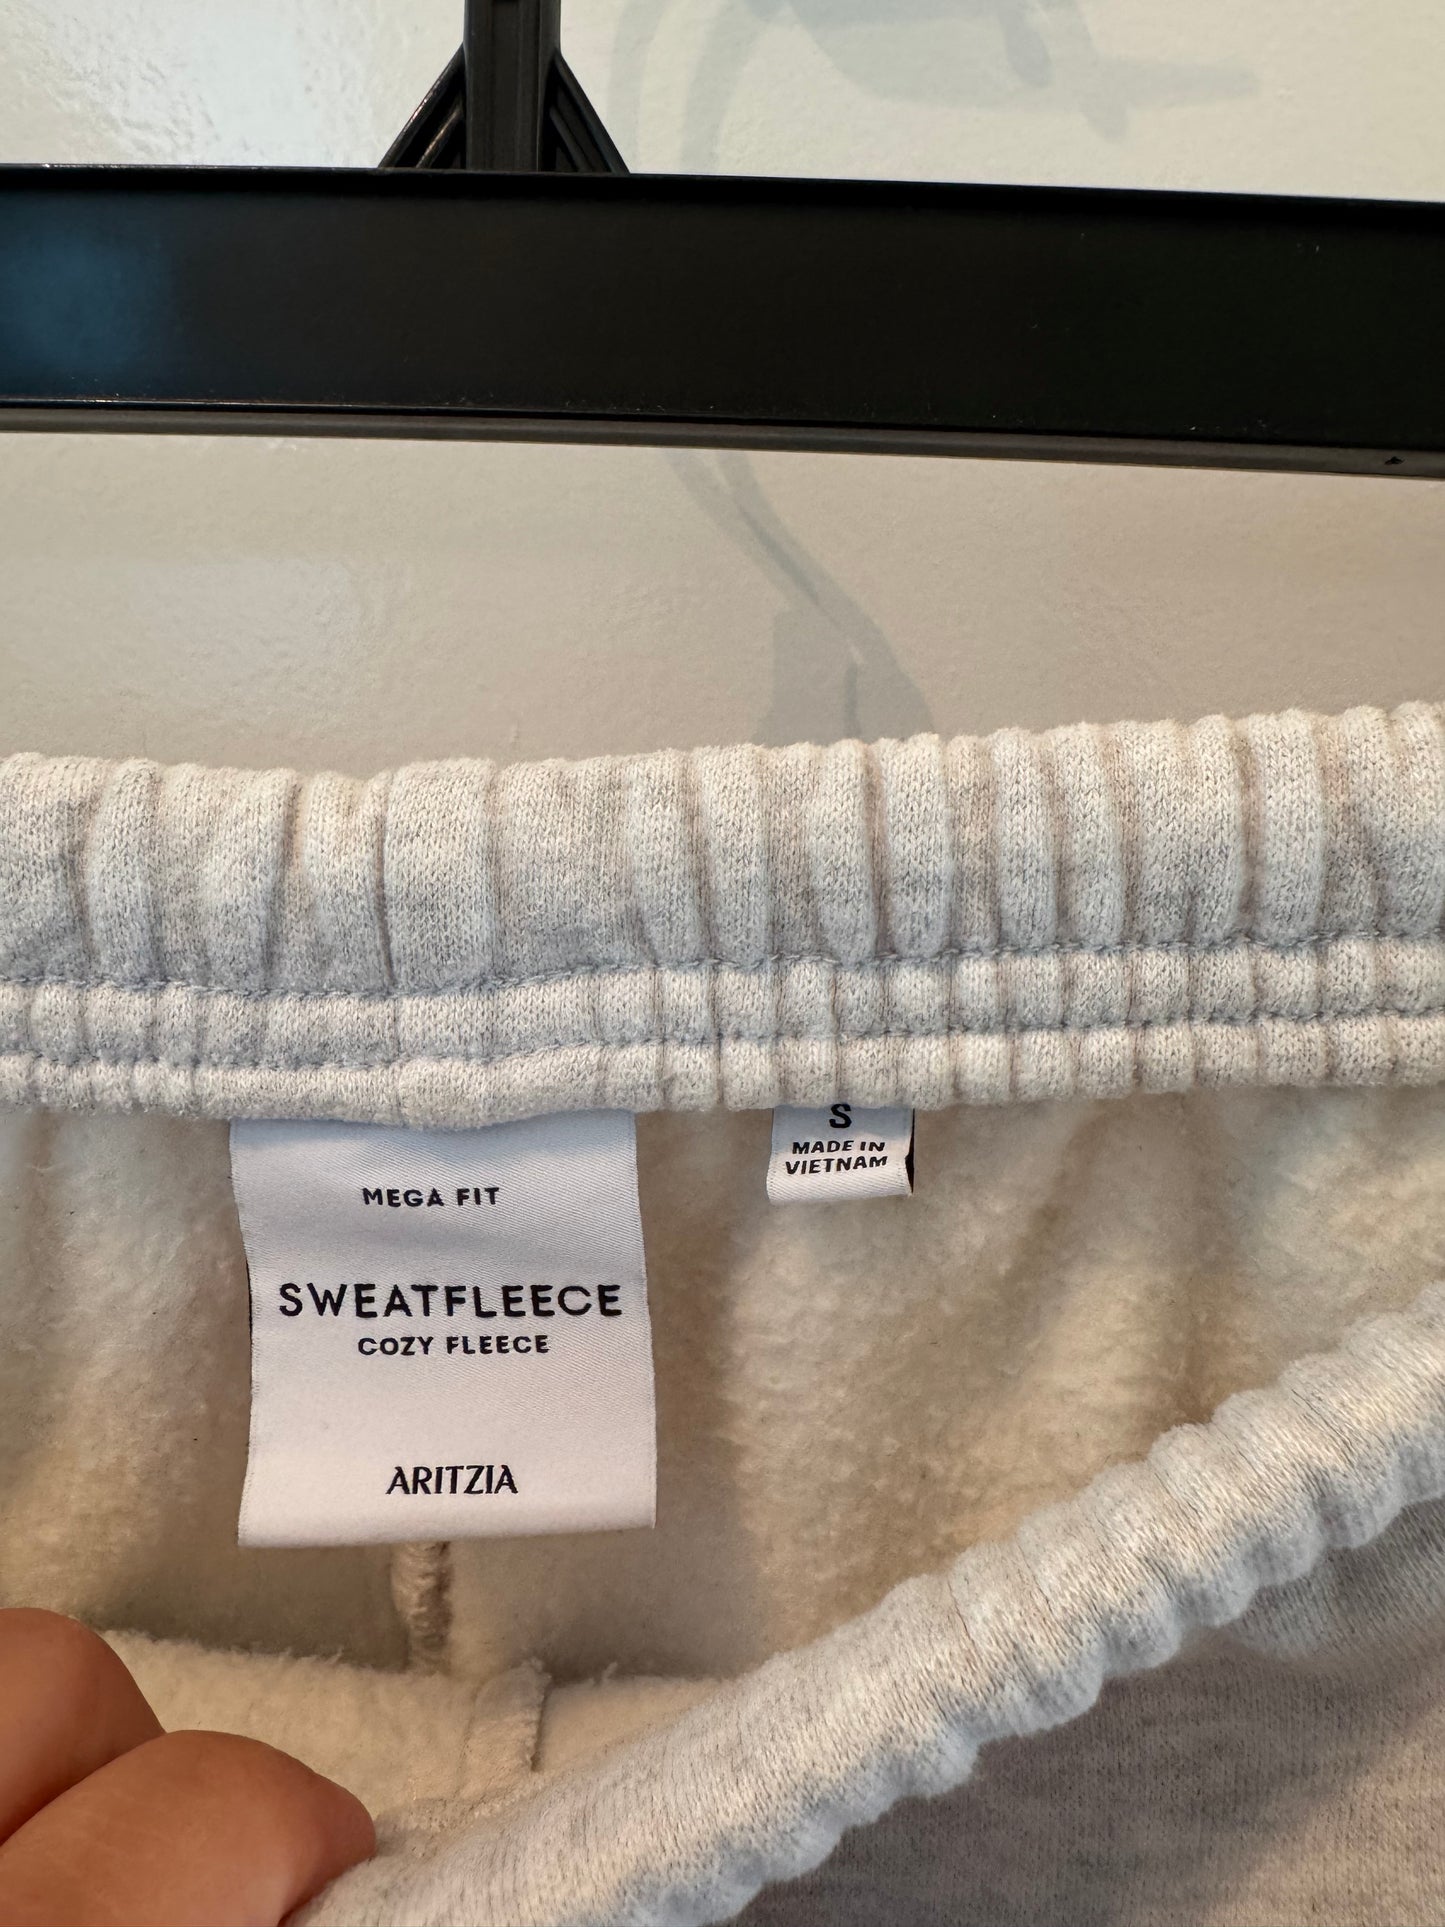 MEGA FIT
SWEATFLEECE
COZY FLEECE
ARITZIA
S
MADE IN
VIETNAM